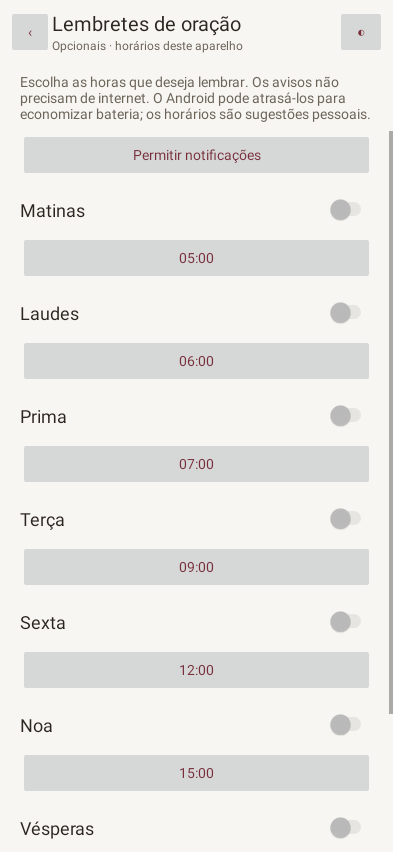 ‹
Lembretes de oração
Opcionais · horários deste aparelho
Escolha as horas que deseja lembrar. Os avisos não
precisam de internet. O Android pode atrasá-los para
economizar bateria; os horários são sugestões pessoais.
Permitir notificações
Matinas
05:00
Laudes
06:00
Prima
07:00
Terça
09:00
Sexta
12:00
Noa
15:00
Vésperas